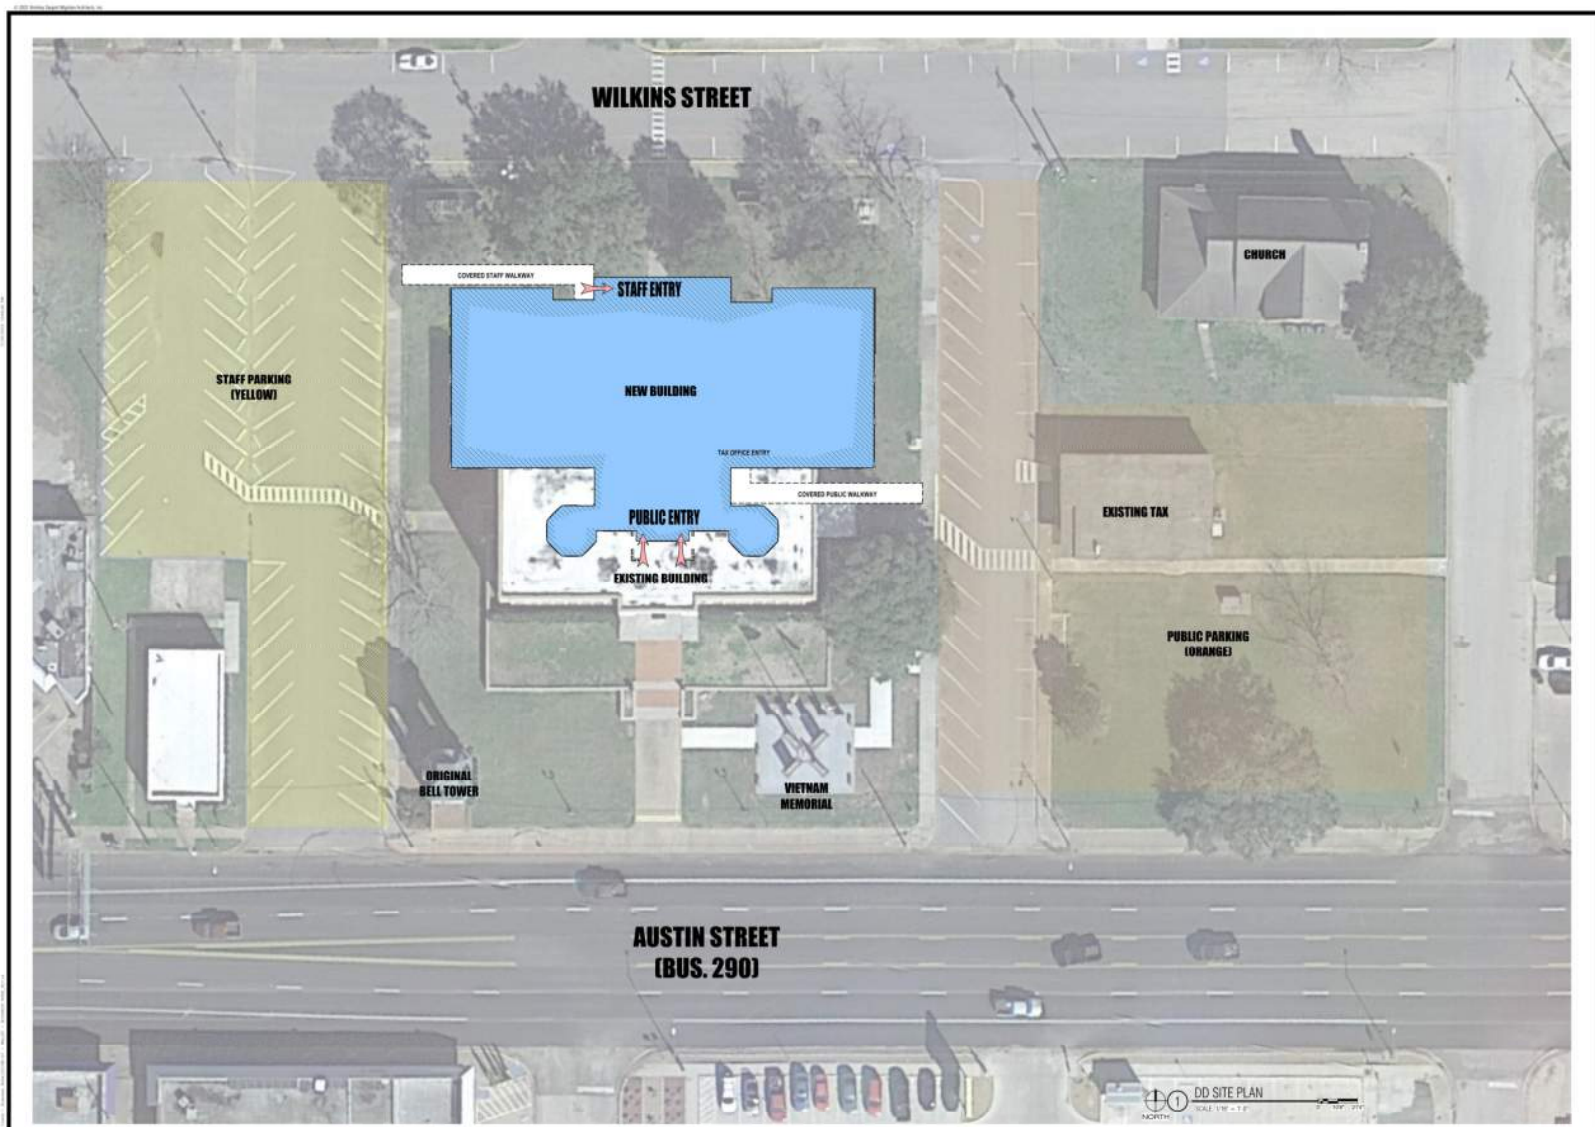 WILKINS STREET
COVERED STAFF WALKWAY
STAFF ENTRY
CHURCH
STAFF PARKING
(YELLOW)
NEW BUILDING
TAX OFFICE ENTRY
COVERED PUBLIC WALKWAY
PUBLIC ENTRY
EXISTING TAX
EXISTING BUILDING
PUBLIC PARKING
(ORANGE)
ORIGINAL
BELL TOWER
VIETNAM
MEMORIAL
AUSTIN STREET
(BUS. 290)
1
DD SITE PLAN
NORTH